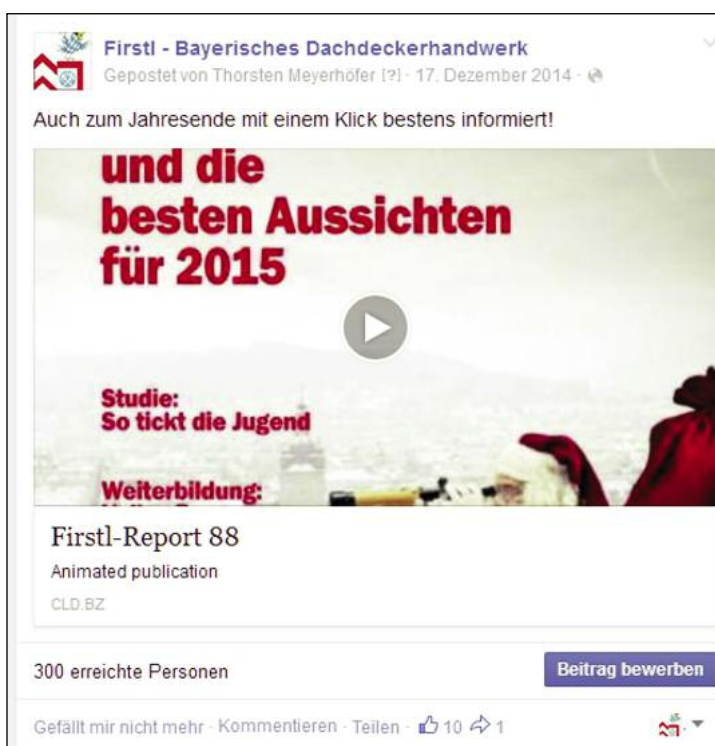 Firstl - Bayerisches Dachdeckerhandwerk
Gepostet von Thorsten Meyerhöfer [?] · 17. Dezember 2014 ·
Auch zum Jahresende mit einem Klick bestens informiert!
und die
besten Aussichten
für 2015
Studie:
So tickt die Jugend
Weiterbildung:
Firstl-Report 88
Animated publication
CLD.BZ
300 erreichte Personen
Beitrag bewerben
Gefällt mir nicht mehr · Kommentieren · Teilen · 10 1